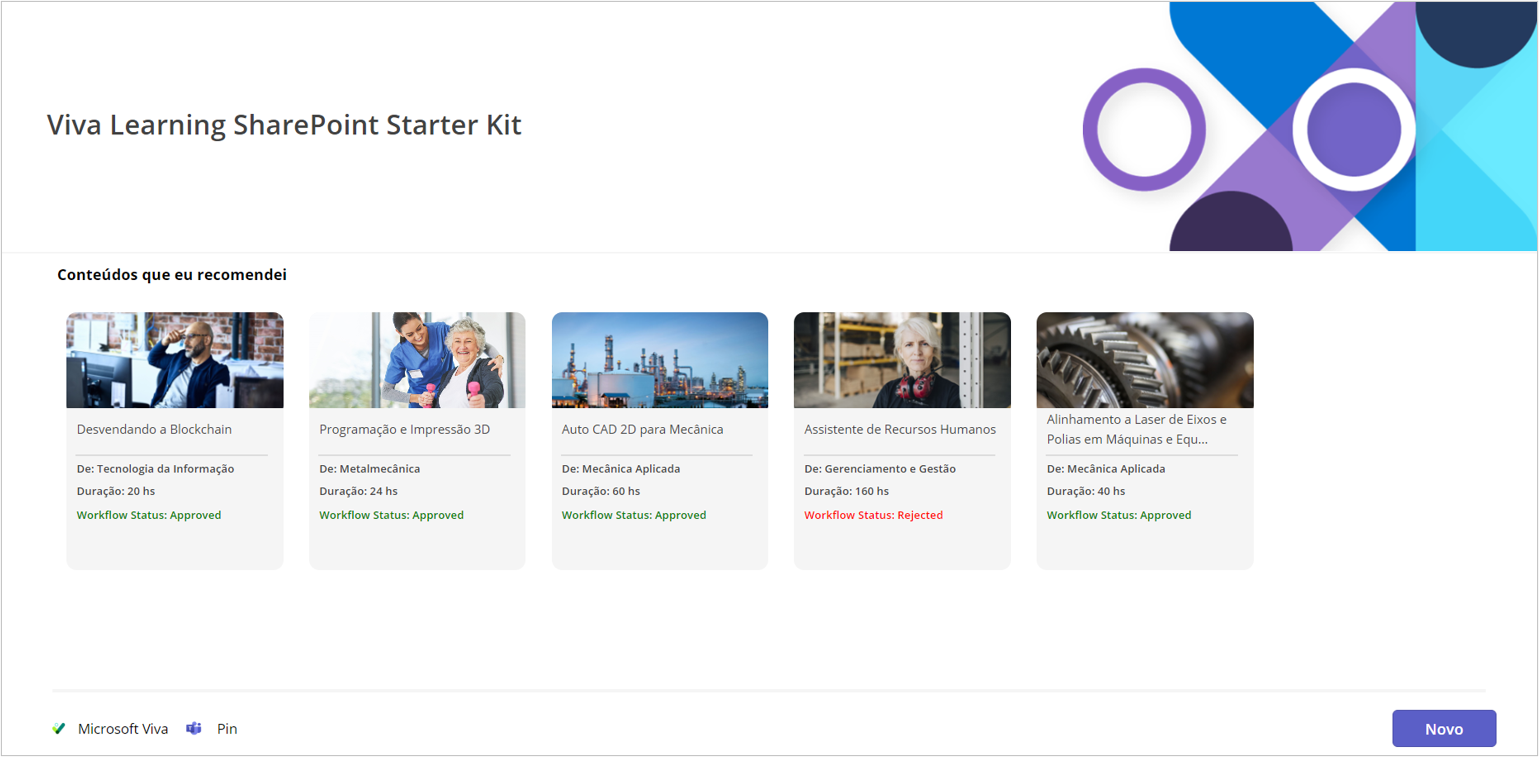 Viva Learning SharePoint Starter Kit
Conteúdos que eu recomendei
Desvendando a Blockchain
De: Tecnologia da Informação
Duração: 20 hs
Workflow Status: Approved
Programação e Impressão 3D
De: Metalmecânica
Duração: 24 hs
Workflow Status: Approved
Auto CAD 2D para Mecânica
De: Mecânica Aplicada
Duração: 60 hs
Workflow Status: Approved
Assistente de Recursos Humanos
De: Gerenciamento e Gestão
Duração: 160 hs
Workflow Status: Rejected
Alinhamento a Laser de Eixos e
Polias em Máquinas e Equ...
De: Mecânica Aplicada
Duração: 40 hs
Workflow Status: Approved
Microsoft Viva
Pin
Novo